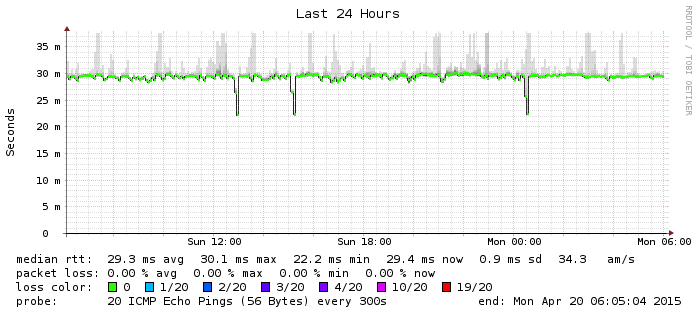 Last 24 Hours
RRDTOOL / TOBI OETIKER
Seconds
35 m
30 m
25 m
20 m
15 m
10 m
5 m
0
Sun 12:00 Sun 18:00 Mon 00:00 Mon 06:00
median rtt: 29.3 ms avg 30.1 ms max 22.2 ms min 29.4 ms now 0.9 ms sd 34.3 am/s
packet loss: 0.00 % avg 0.00 % max 0.00 % min 0.00 % now
loss color: 0 1/20 2/20 3/20 4/20 10/20 19/20
probe: 20 ICMP Echo Pings (56 Bytes) every 300s end: Mon Apr 20 06:05:04 2015